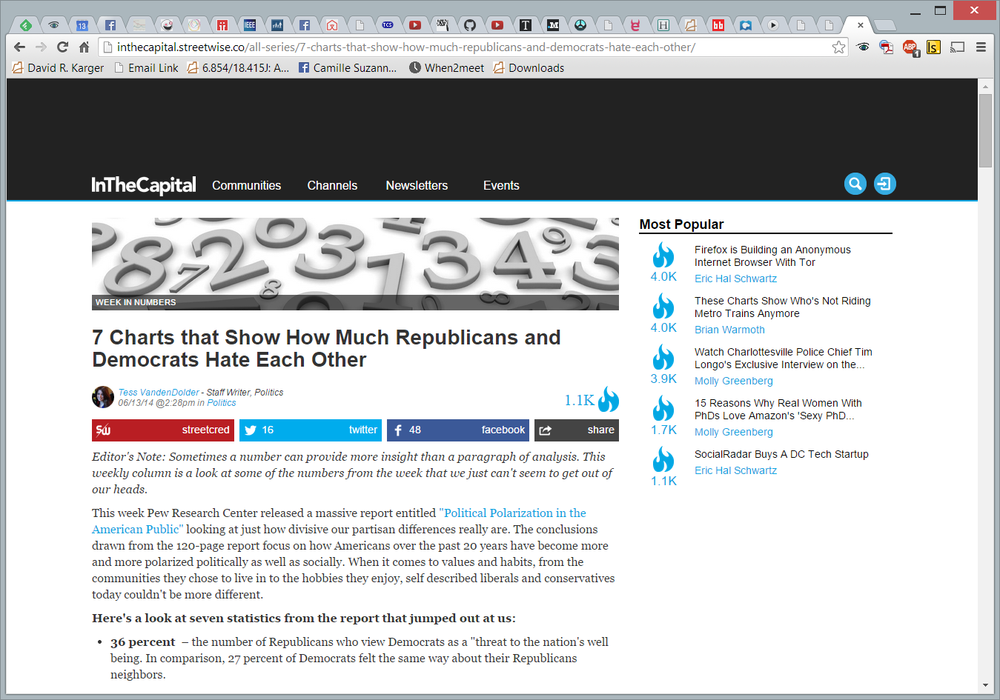 13
IEEE
TCS
T
.M
H
bb
inthecapital.streetwise.co/all-series/7-charts-that-show-how-much-republicans-and-democrats-hate-each-other/
ABP
1
David R. Karger
Email Link
6.854/18.415J: A...
Camille Suzann...
When2meet
Downloads
InTheCapital
Communities
Channels
Newsletters
Events
WEEK IN NUMBERS
7 Charts that Show How Much Republicans and
Democrats Hate Each Other
Tess VandenDolder - Staff Writer, Politics
06/13/14 @2:28pm in Politics
1.1K
SW streetcred
16 twitter
48 facebook
share
Editor's Note: Sometimes a number can provide more insight than a paragraph of analysis. This
weekly column is a look at some of the numbers from the week that we just can't seem to get out of
our heads.
This week Pew Research Center released a massive report entitled "Political Polarization in the
American Public" looking at just how divisive our partisan differences really are. The conclusions
drawn from the 120-page report focus on how Americans over the past 20 years have become more
and more polarized politically as well as socially. When it comes to values and habits, from the
communities they chose to live in to the hobbies they enjoy, self described liberals and conservatives
today couldn't be more different.
Here's a look at seven statistics from the report that jumped out at us:
• 36 percent – the number of Republicans who view Democrats as a "threat to the nation's well
being. In comparison, 27 percent of Democrats felt the same way about their Republicans
neighbors.
Most Popular
Firefox is Building an Anonymous
Internet Browser With Tor
4.0K
Eric Hal Schwartz
These Charts Show Who's Not Riding
Metro Trains Anymore
4.0K
Brian Warmoth
Watch Charlottesville Police Chief Tim
Longo's Exclusive Interview on the...
3.9K
Molly Greenberg
15 Reasons Why Real Women With
PhDs Love Amazon's 'Sexy PhD...
1.7K
Molly Greenberg
SocialRadar Buys A DC Tech Startup
Eric Hal Schwartz
1.1K